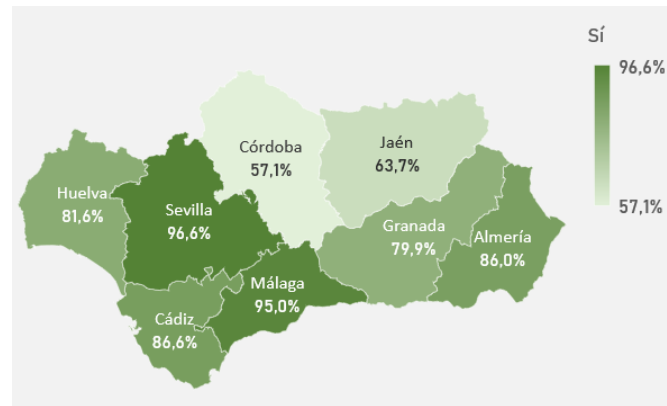 Sí
96,6%
57,1%
Córdoba
57,1%
Jaén
63,7%
Huelva
81,6%
Sevilla
96,6%
Granada
79,9%
Almería
86,0%
Málaga
95,0%
Cádiz
86,6%